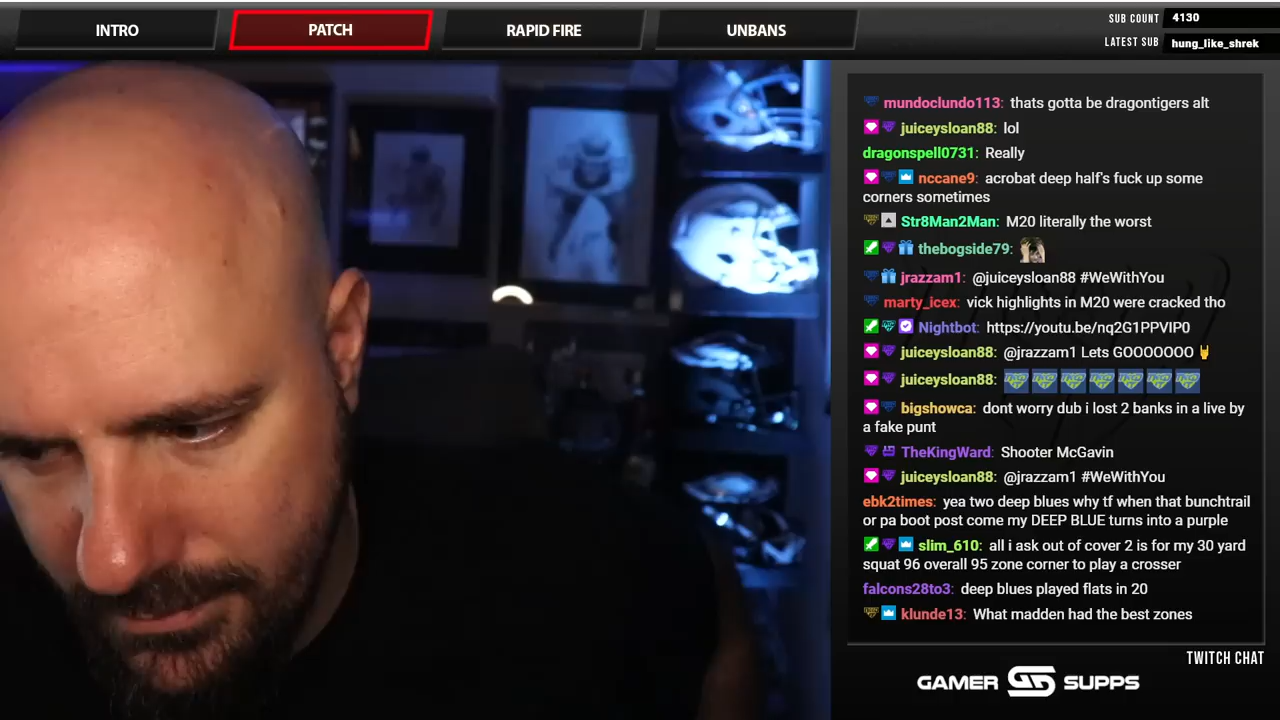 INTRO
PATCH
RAPID FIRE
UNBANS
SUB COUNT 4130
LATEST SUB hung_like_shrek
mundoclundo113: thats gotta be dragontigers alt
juiceysloan88: lol
dragonspell0731: Really
nccane9: acrobat deep half's fuck up some
corners sometimes
Str8Man2Man: M20 literally the worst
thebogside79:
jrazzam1: @juiceysloan88 #WeWithYou
marty_icex: vick highlights in M20 were cracked tho
Nightbot: https://youtu.be/nq2G1PPVIP0
juiceysloan88: @jrazzam1 Lets GOOOOOOO 🤘
juiceysloan88:
bigshowca: dont worry dub i lost 2 banks in a live by
a fake punt
TheKingWard: Shooter McGavin
juiceysloan88: @jrazzam1 #WeWithYou
ebk2times: yea two deep blues why tf when that bunchtrail
or pa boot post come my DEEP BLUE turns into a purple
slim_610: all i ask out of cover 2 is for my 30 yard
squat 96 overall 95 zone corner to play a crosser
falcons28to3: deep blues played flats in 20
klunde13: What madden had the best zones
TWITCH CHAT
GAMER SUPPS